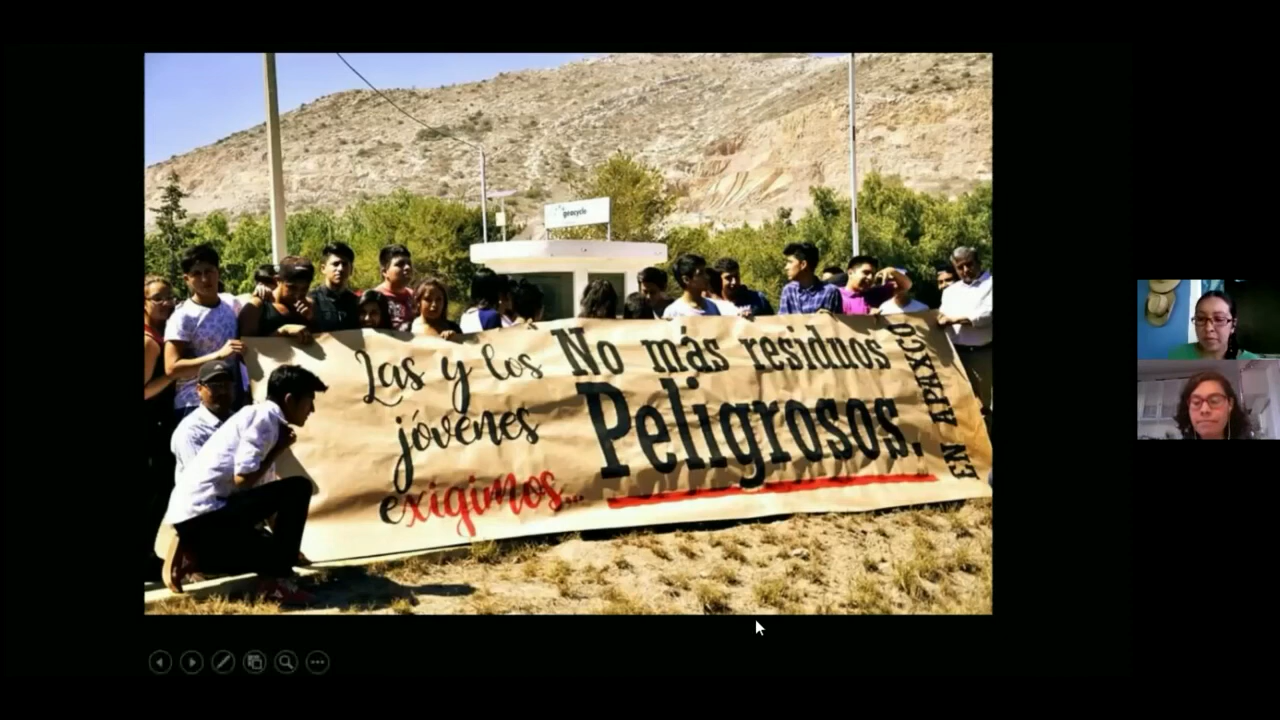 geocycle
Las y los
jóvenes
exigimos...
No más residuos
Peligrosos.
EN APAXCO